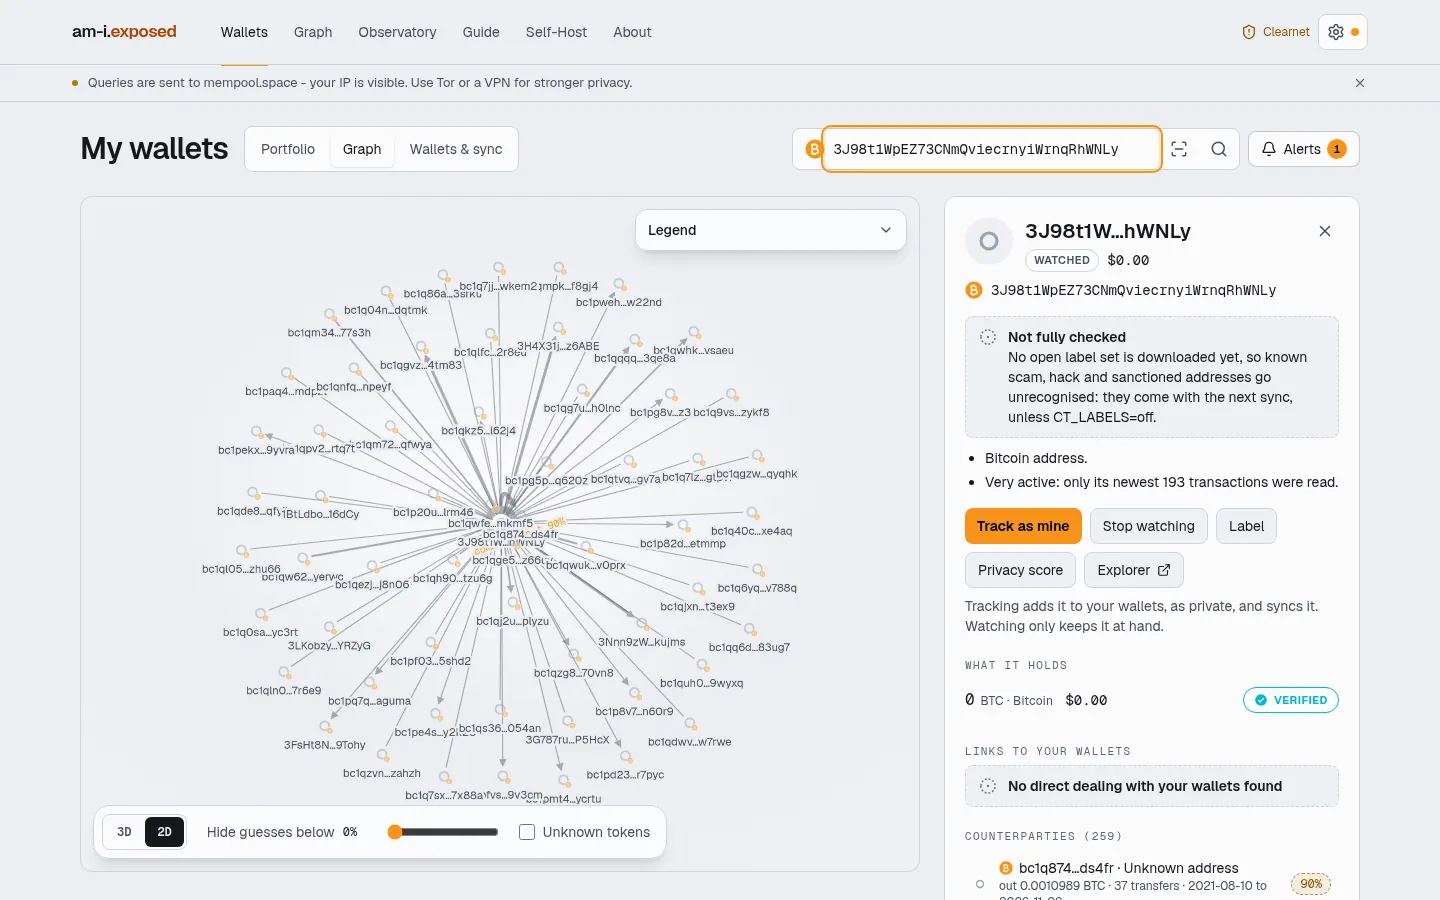 am-i.exposed
Wallets
Graph
Observatory
Guide
Self-Host
About
Clearnet
Queries are sent to mempool.space - your IP is visible. Use Tor or a VPN for stronger privacy.
My wallets
Portfolio
Graph
Wallets & sync
3J98t1WpEZ73CNmQviecrnyiWrnqRhWNLy
Alerts 1
Legend
bc1q7jj...wkem2
bc1q04n...dqtmk
bc1pweh...w22nd
bc1qm34...77s3h
3H4X31j...z6ABE
bc1qgvz...4tm83
bc1qqqq...3qe8a
bc1qwhk...vsaeu
bc1qnfq...npeyf
bc1qg7u...h0lnc
bc1pg8v...z3
bc1q9vs...zykf8
bc1qkz5...l62j4
bc1pekx...9yvra
bc1qm72...qfwya
bc1pg5p...q620z
bc1qtvq...gv7a
bc1qgzw...qyqhk
bc1p20u...lrm46
1BtLdbo...16dCy
bc1qwfe...mkmf5
90%
bc1q874...ds4fr
bc1q40c...xe4aq
bc1p82d...etmmp
3J98t1W...hWNLy
bc1ql05...zhu66
bc1qezj...j8n06
bc1qh90...tzu6g
bc1qwuk...v0prx
bc1q6yq...v788q
bc1qjxn...t3ex9
bc1qj2u...plyzu
bc1q0sa...yc3rt
3LKobzy...YRZyG
3Nnn9zW...kujms
bc1qq6d...83ug7
bc1pf03...5shd2
bc1qzg8...70vn8
bc1quh0...9wyxq
bc1qln0...7r6e9
bc1pq7q...aguma
bc1p8v7...n60r9
bc1qs36...054an
3G787ru...P5HcX
bc1qdwv...w7rwe
3FsHt8N...9Tohy
bc1qzvn...zahzh
bc1pd23...r7pyc
bc1q7sx...7x88a
3D
2D
Hide guesses below 0%
Unknown tokens
3J98t1W...hWNLy
WATCHED $0.00
3J98t1WpEZ73CNmQviecrnyiWrnqRhWNLy
Not fully checked
No open label set is downloaded yet, so known
scam, hack and sanctioned addresses go
unrecognised: they come with the next sync,
unless CT_LABELS=off.
Bitcoin address.
Very active: only its newest 193 transactions were read.
Track as mine
Stop watching
Label
Privacy score
Explorer
Tracking adds it to your wallets, as private, and syncs it.
Watching only keeps it at hand.
WHAT IT HOLDS
0 BTC · Bitcoin $0.00
VERIFIED
LINKS TO YOUR WALLETS
No direct dealing with your wallets found
COUNTERPARTIES (259)
bc1q874...ds4fr · Unknown address
out 0.0010989 BTC · 37 transfers · 2021-08-10 to
90%